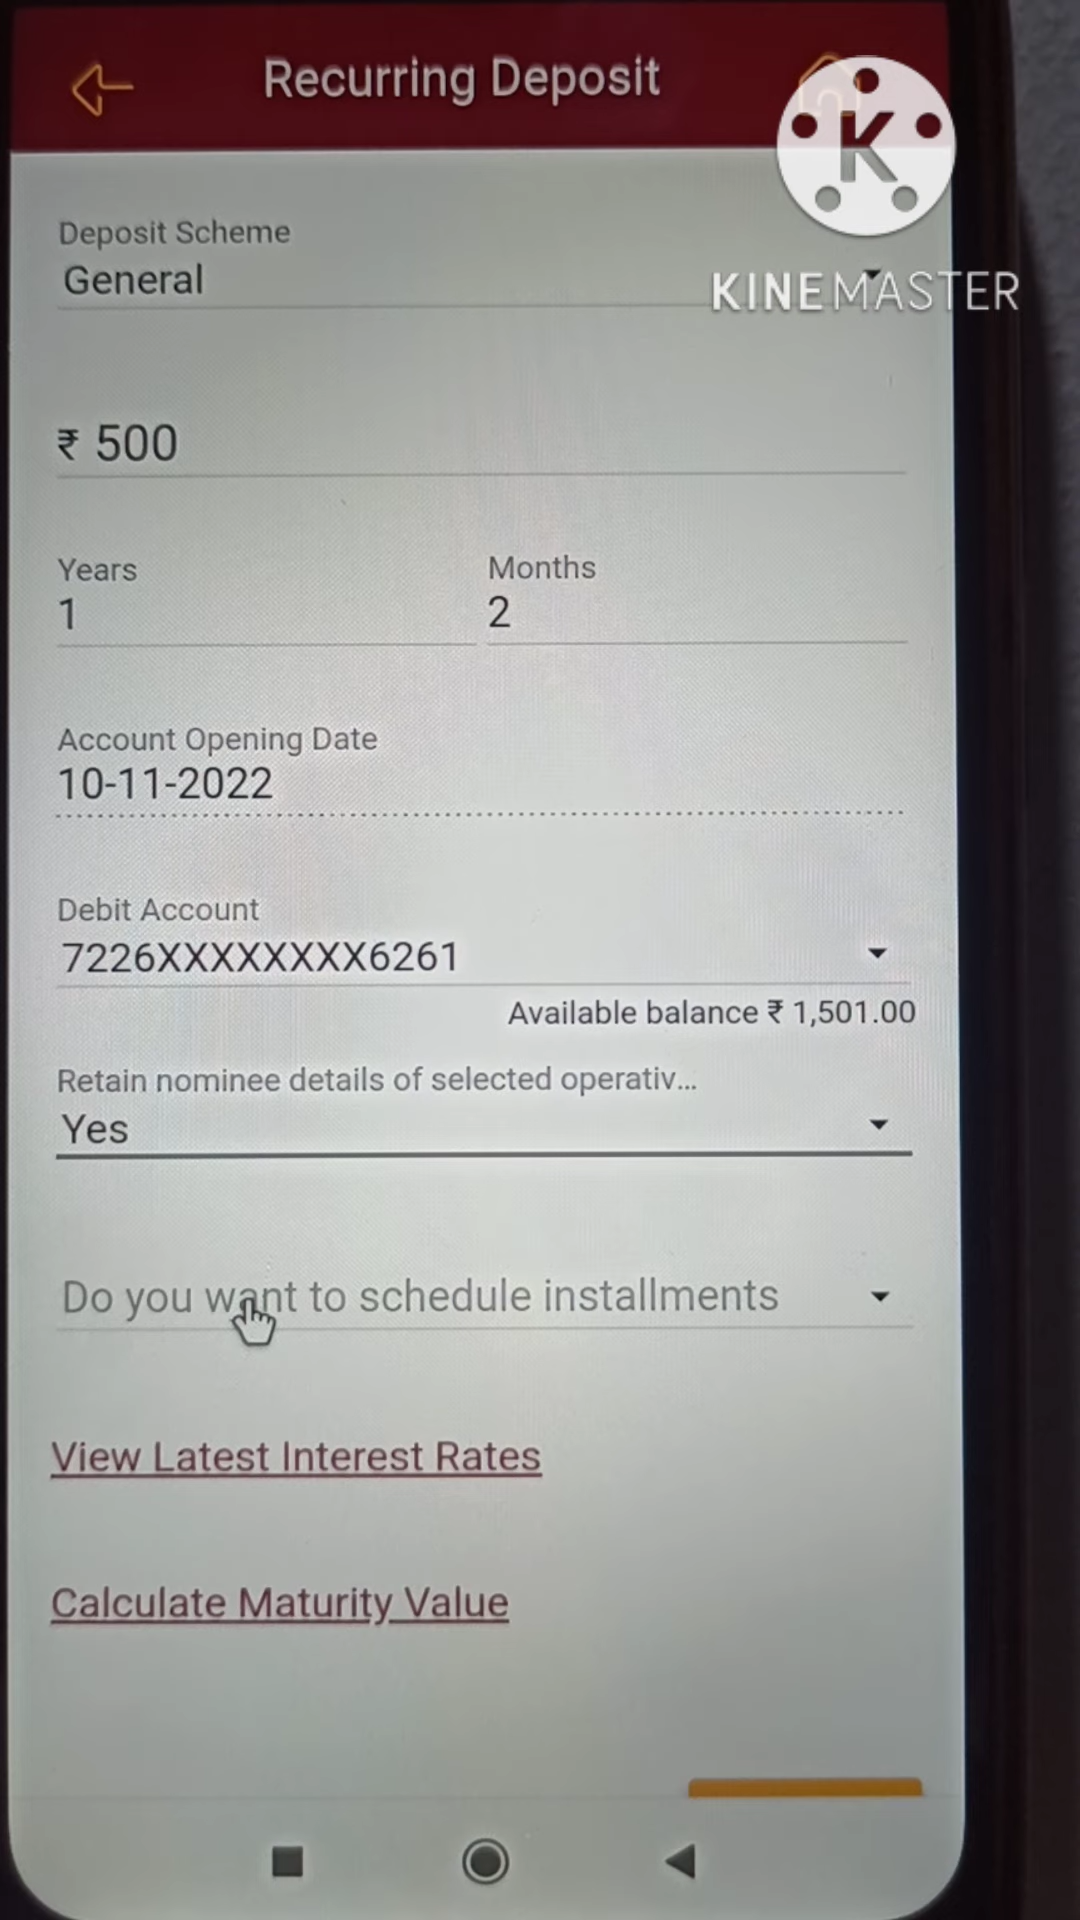 Recurring Deposit
K
KINEMASTER
Deposit Scheme
General
₹ 500
Years
1
Months
2
Account Opening Date
10-11-2022
Debit Account
7226XXXXXXXX6261
Available balance ₹ 1,501.00
Retain nominee details of selected operativ...
Yes
Do you want to schedule installments
View Latest Interest Rates
Calculate Maturity Value